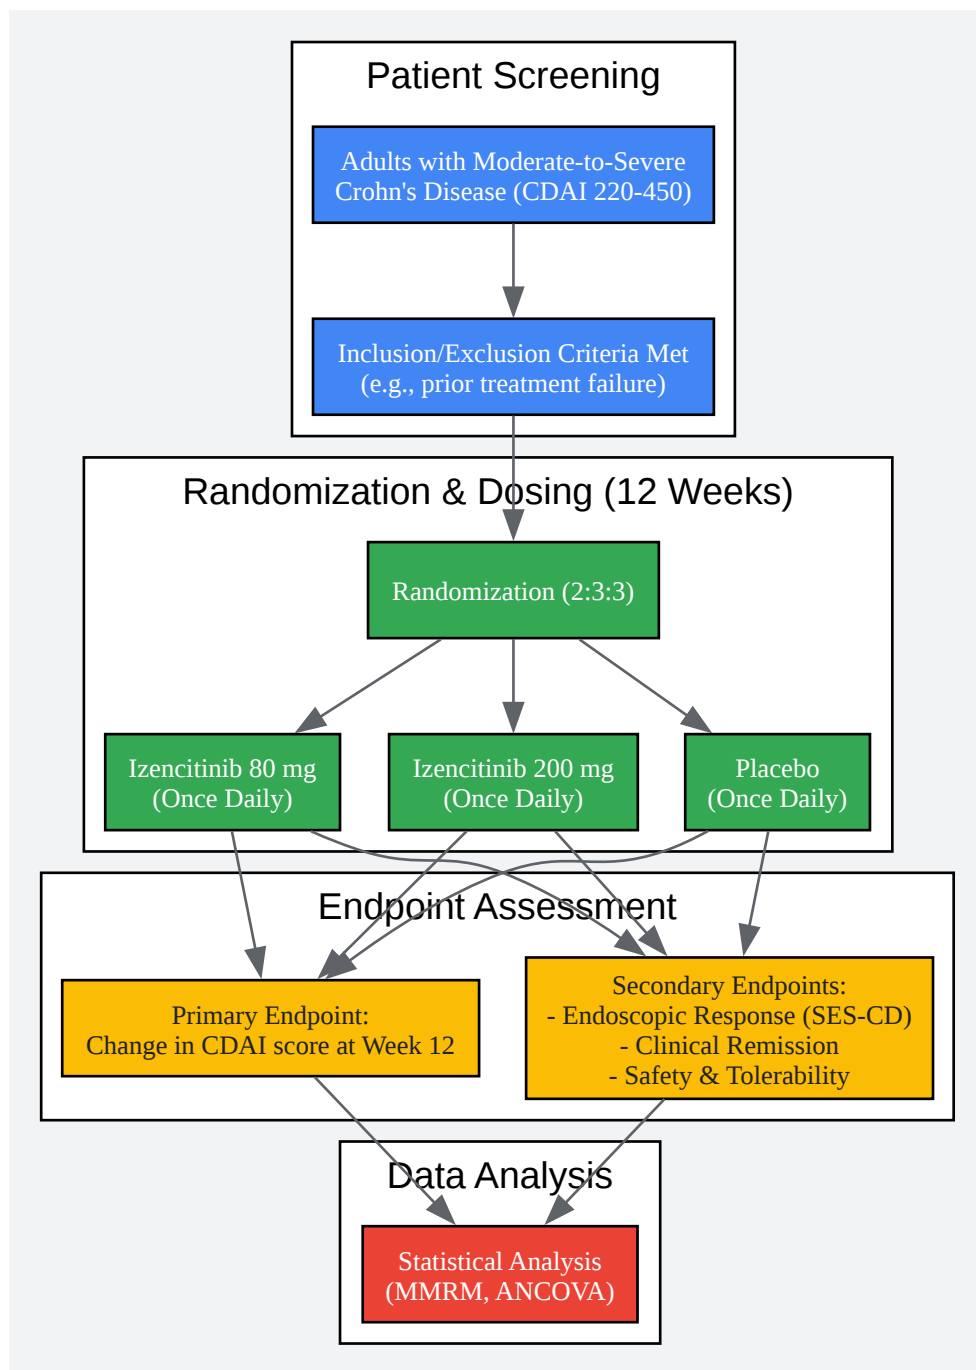 Patient Screening
Adults with Moderate-to-Severe
Crohn's Disease (CDAI 220-450)
Inclusion/Exclusion Criteria Met
(e.g., prior treatment failure)
Randomization & Dosing (12 Weeks)
Randomization (2:3:3)
Izencitinib 80 mg
(Once Daily)
Izencitinib 200 mg
(Once Daily)
Placebo
(Once Daily)
Endpoint Assessment
Primary Endpoint:
Change in CDAI score at Week 12
Secondary Endpoints:
- Endoscopic Response (SES-CD)
- Clinical Remission
- Safety & Tolerability
Data Analysis
Statistical Analysis
(MMRM, ANCOVA)